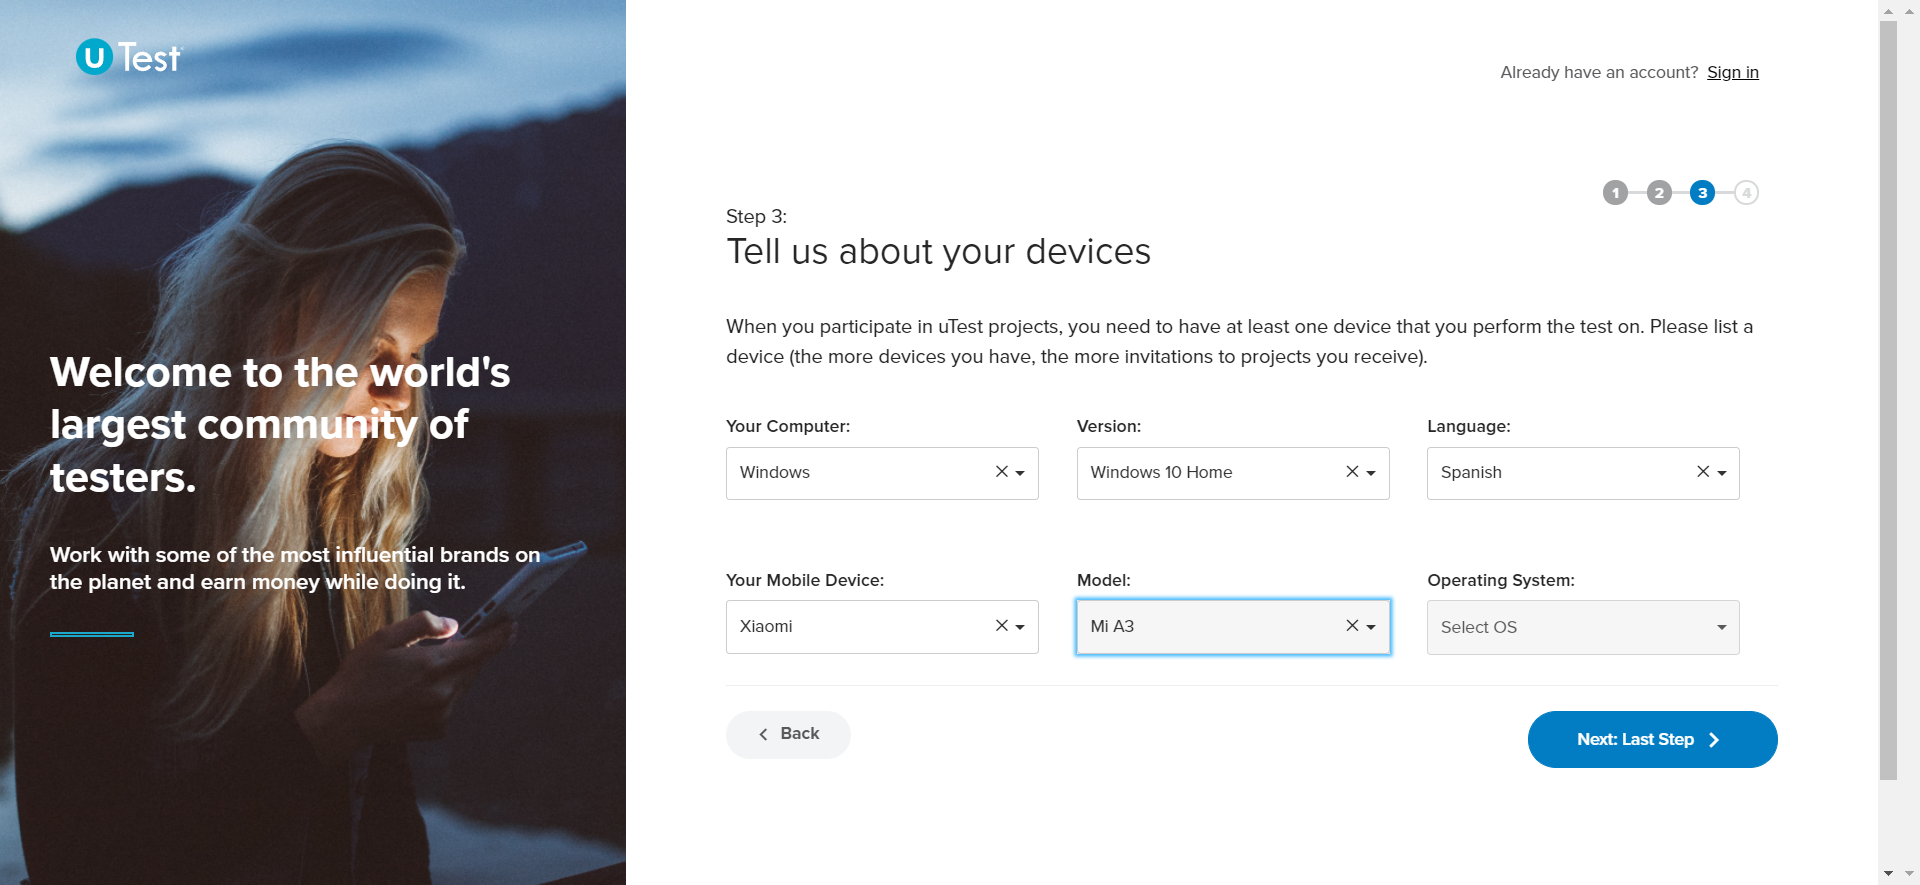 U Test
Already have an account? Sign in
1 2 3 4
Step 3:
Tell us about your devices
When you participate in uTest projects, you need to have at least one device that you perform the test on. Please list a
device (the more devices you have, the more invitations to projects you receive).
Welcome to the world's
largest community of
testers.
Work with some of the most influential brands on
the planet and earn money while doing it.
Your Computer: Version: Language:
Windows Windows 10 Home Spanish
Your Mobile Device: Model: Operating System:
Xiaomi Mi A3 Select OS
Back Next: Last Step